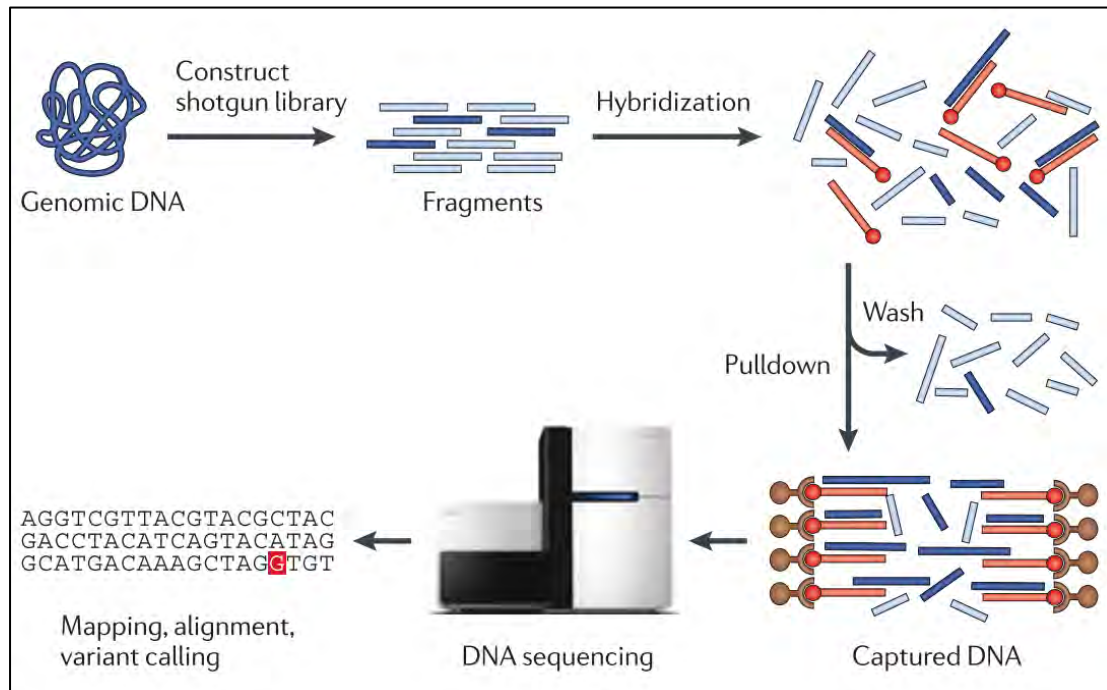 Construct
shotgun library
Genomic DNA
Fragments
Hybridization
Wash
Pulldown
Captured DNA
DNA sequencing
AGGTCGTTACGTACGCTAC
GACCTACATCAGTACATAG
GCATGACAAAGCTAGGTGT
Mapping, alignment,
variant calling